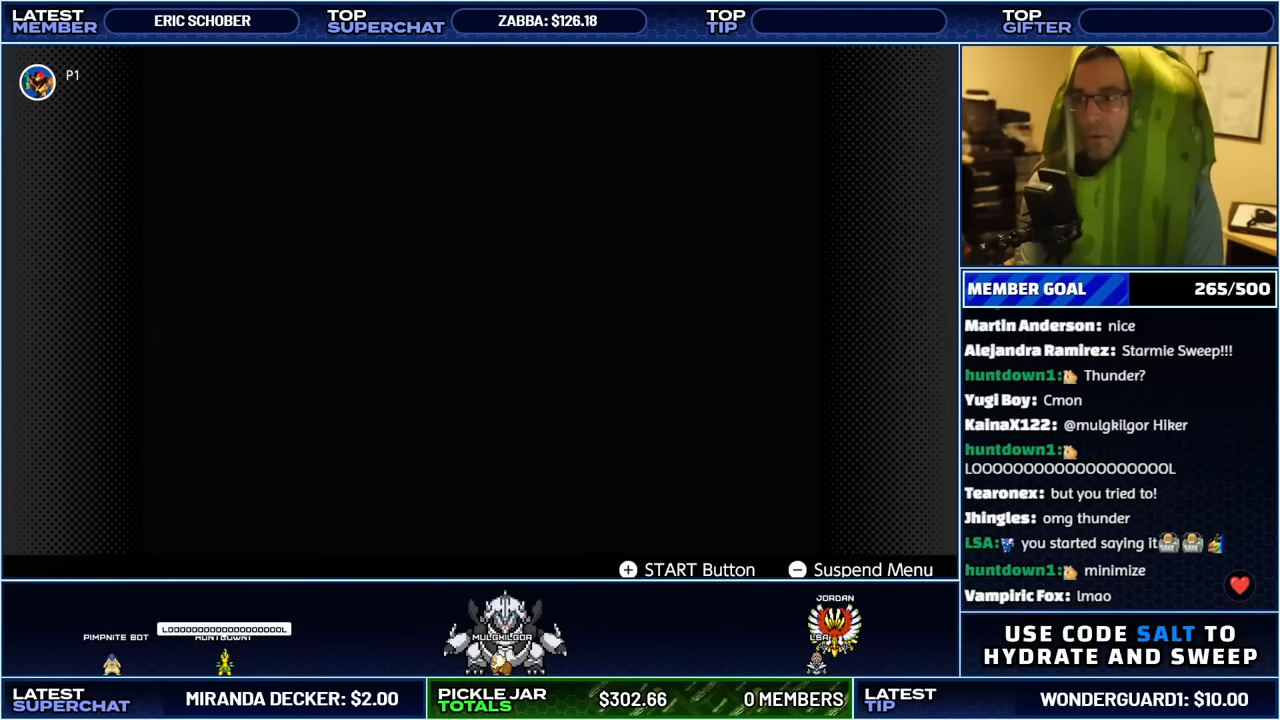 LATEST MEMBER
ERIC SCHOBER
TOP SUPERCHAT
ZABBA: $126.18
TOP TIP
TOP GIFTER
P1
+ START Button
− Suspend Menu
MEMBER GOAL 265/500
Martin Anderson: nice
Alejandra Ramirez: Starmie Sweep!!!
huntdown1: Thunder?
Yugi Boy: Cmon
KainaX122: @mulgkilgor Hiker
huntdown1:
LOOOOOOOOOOOOOOOOOOOL
Tearonex: but you tried to!
Jhingles: omg thunder
LSA: you started saying it
huntdown1: minimize
Vampiric Fox: lmao
PIMPNITE BOT
LOOOOOOOOOOOOOOOOOOOL
HUNTDOWN1
MULGKILGOR
JORDAN
LSA
USE CODE SALT TO
HYDRATE AND SWEEP
LATEST SUPERCHAT
MIRANDA DECKER: $2.00
PICKLE JAR TOTALS
$302.66
0 MEMBERS
LATEST TIP
WONDERGUARD1: $10.00